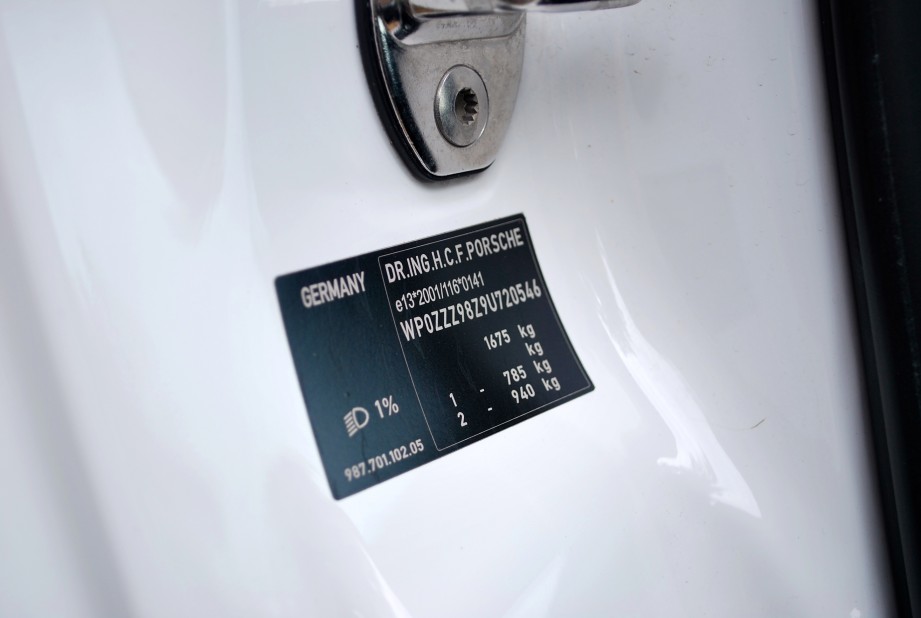 GERMANY
1%
987.701.102.05
DR.ING.H.C.F.PORSCHE
e13*2001/116*0141
WP0ZZZ98Z9U720546
1675 kg
kg
1 - 785 kg
2 - 940 kg